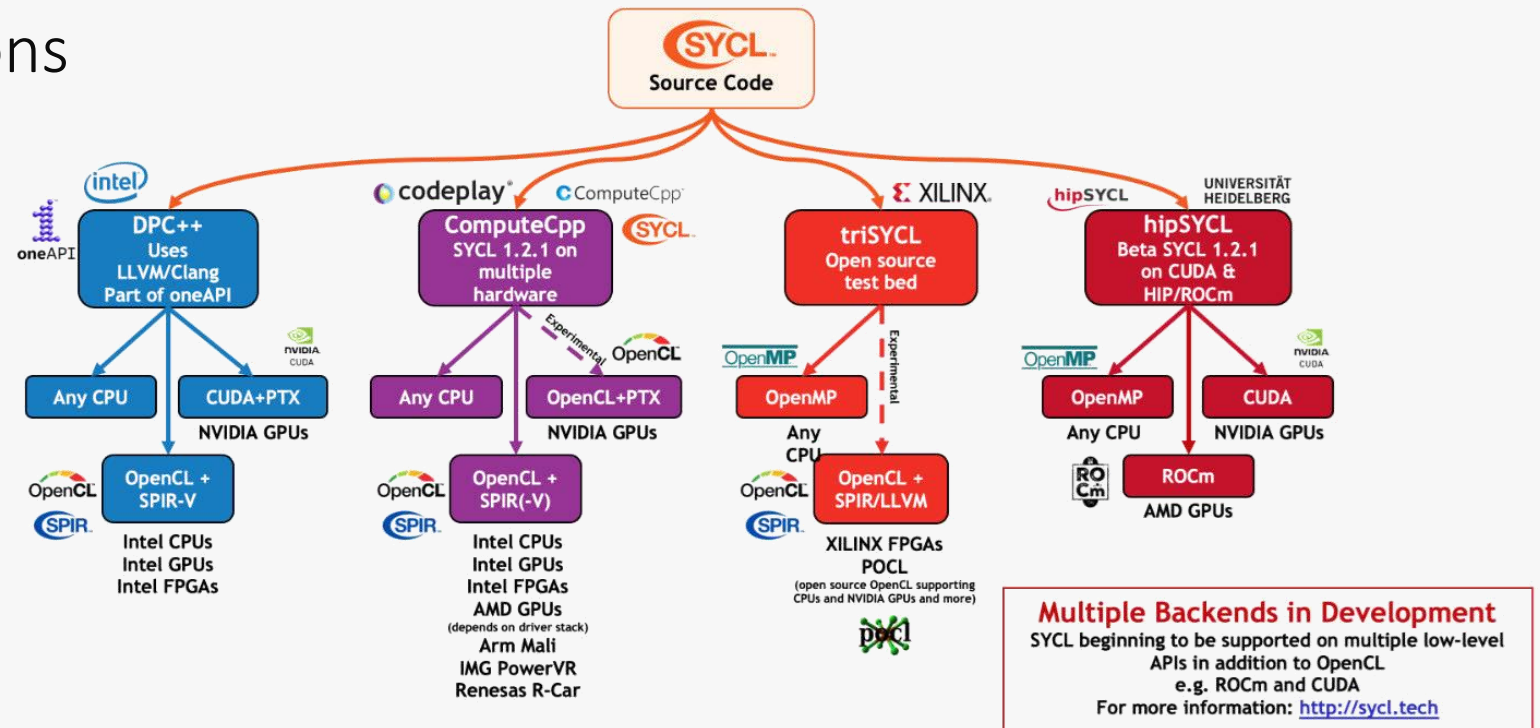 ons
SYCL™
Source Code
intel
oneAPI
DPC++
Uses
LLVM/Clang
Part of oneAPI
NVIDIA
CUDA
Any CPU
CUDA+PTX
NVIDIA GPUs
OpenCL
SPIR™
OpenCL +
SPIR-V
Intel CPUs
Intel GPUs
Intel FPGAs
codeplay®
ComputeCpp™
SYCL™
ComputeCpp
SYCL 1.2.1 on
multiple
hardware
Experimental
OpenCL
Any CPU
OpenCL+PTX
NVIDIA GPUs
OpenCL
SPIR™
OpenCL +
SPIR(-V)
Intel CPUs
Intel GPUs
Intel FPGAs
AMD GPUs
(depends on driver stack)
Arm Mali
IMG PowerVR
Renesas R-Car
XILINX.
triSYCL
Open source
test bed
Experimental
OpenMP
OpenMP
Any
CPU
OpenCL
SPIR™
OpenCL +
SPIR/LLVM
XILINX FPGAs
POCL
(open source OpenCL supporting
CPUs and NVIDIA GPUs and more)
pocl
hipSYCL
UNIVERSITÄT
HEIDELBERG
hipSYCL
Beta SYCL 1.2.1
on CUDA &
HIP/ROCm
OpenMP
NVIDIA
CUDA
OpenMP
CUDA
Any CPU
NVIDIA GPUs
ROCm
ROCm
AMD GPUs
Multiple Backends in Development
SYCL beginning to be supported on multiple low-level
APIs in addition to OpenCL
e.g. ROCm and CUDA
For more information: http://sycl.tech